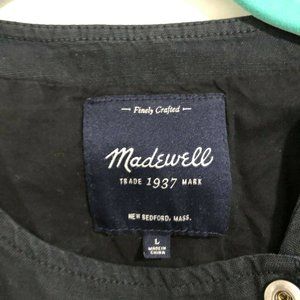 Finely Crafted
Madewell
TRADE 1937 MARK
NEW BEDFORD, MASS.
L
MADE IN
CHINA